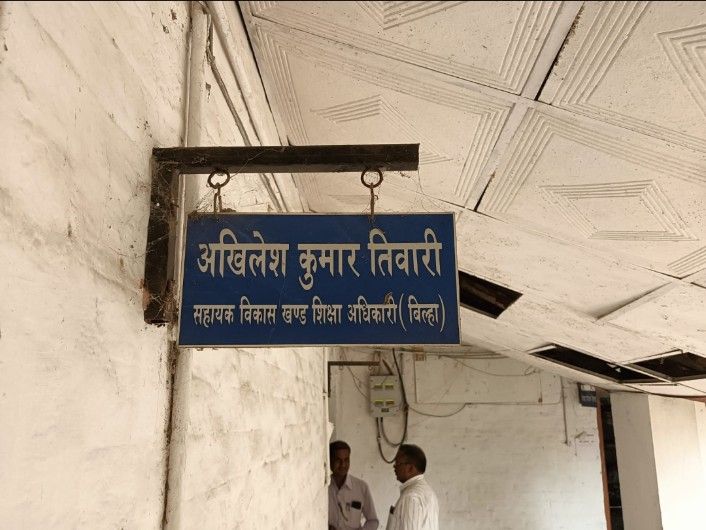 अखिलेश कुमार तिवारी
सहायक विकास खण्ड शिक्षा अधिकारी (बिल्हा)